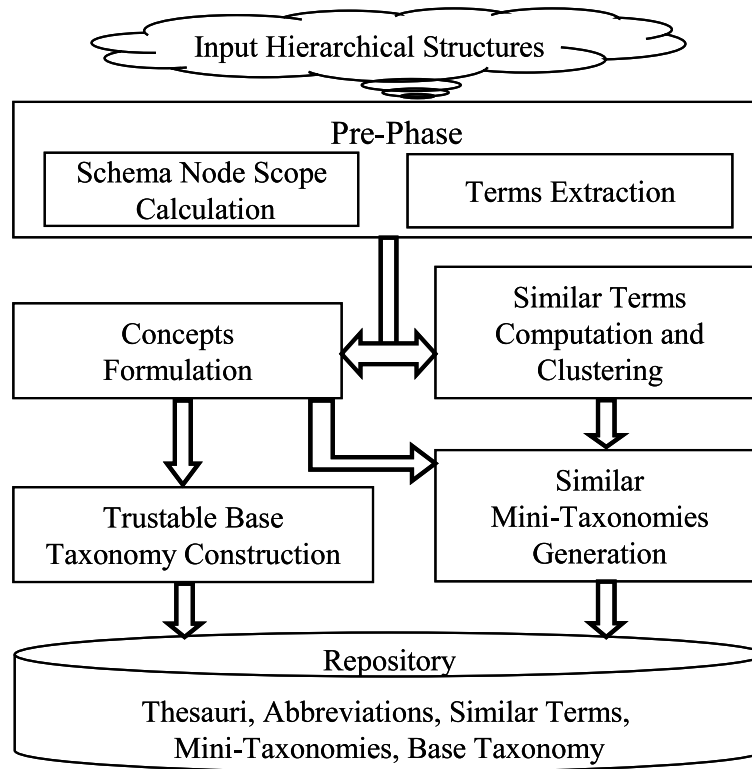 Input Hierarchical Structures
Pre-Phase
Schema Node Scope
Calculation
Terms Extraction
Concepts
Formulation
Similar Terms
Computation and
Clustering
Trustable Base
Taxonomy Construction
Similar
Mini-Taxonomies
Generation
Repository
Thesauri, Abbreviations, Similar Terms,
Mini-Taxonomies, Base Taxonomy